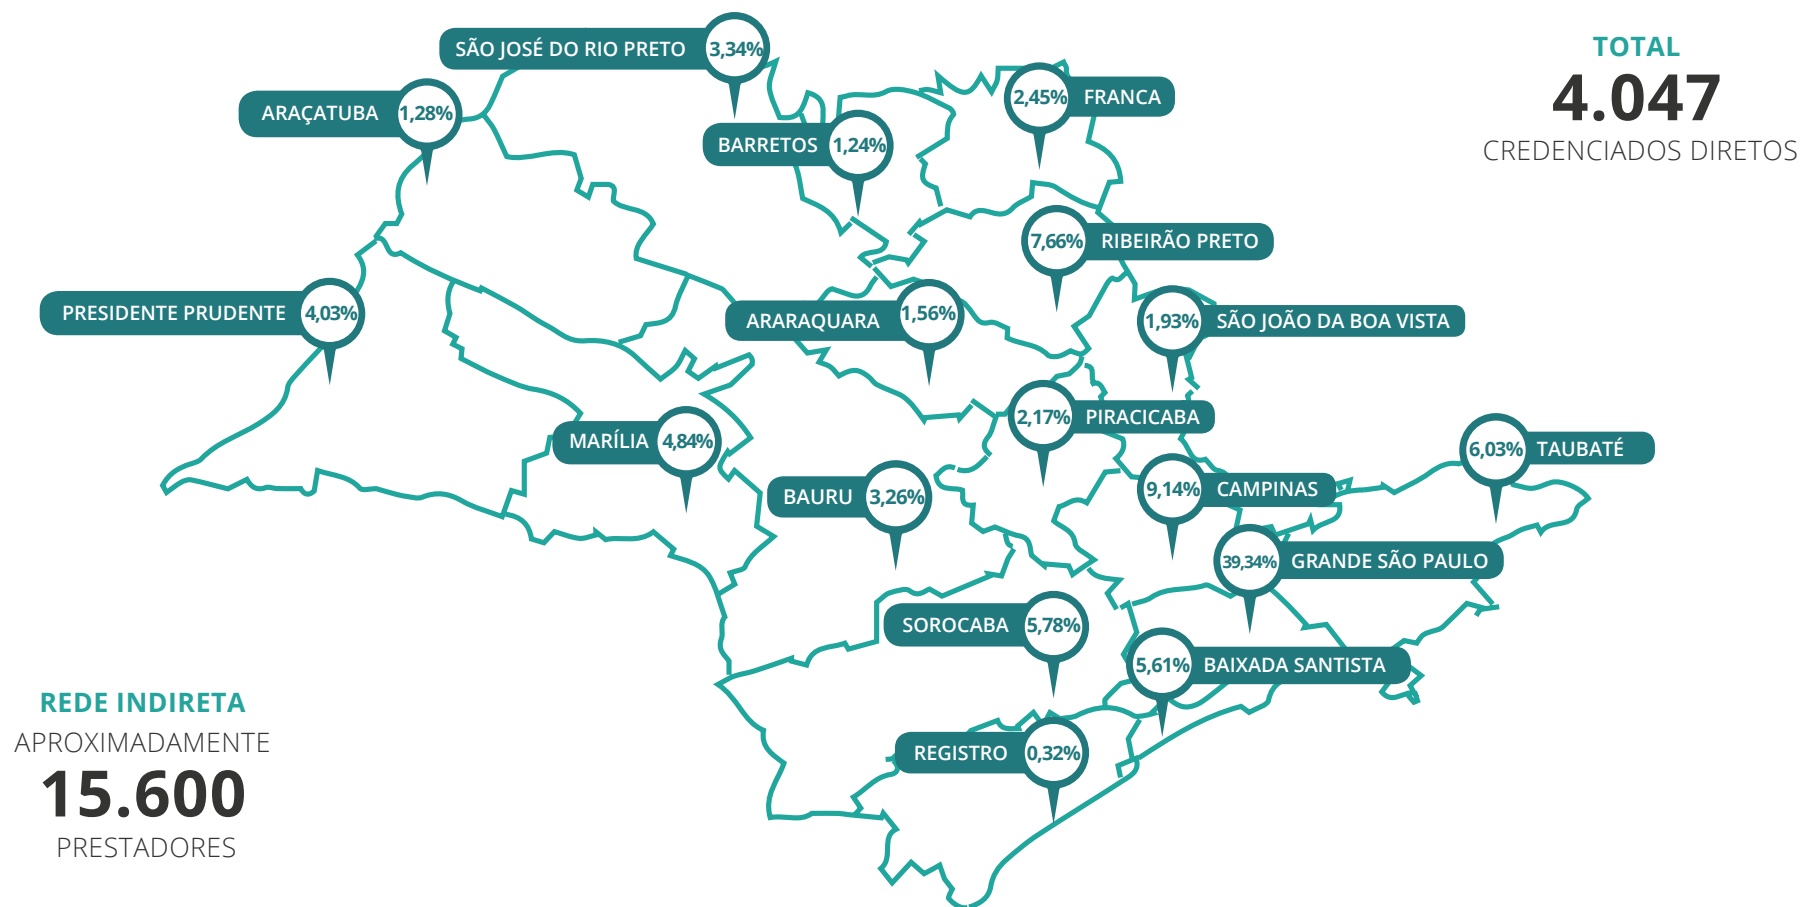 SÃO JOSÉ DO RIO PRETO 3,34%
TOTAL
4.047
CREDENCIADOS DIRETOS
ARAÇATUBA 1,28%
2,45% FRANCA
BARRETOS 1,24%
7,66% RIBEIRÃO PRETO
PRESIDENTE PRUDENTE 4,03%
ARARAQUARA 1,56%
1,93% SÃO JOÃO DA BOA VISTA
2,17% PIRACICABA
MARÍLIA 4,84%
6,03% TAUBATÉ
BAURU 3,26%
9,14% CAMPINAS
39,34% GRANDE SÃO PAULO
SOROCABA 5,78%
5,61% BAIXADA SANTISTA
REGISTRO 0,32%
REDE INDIRETA
APROXIMADAMENTE
15.600
PRESTADORES